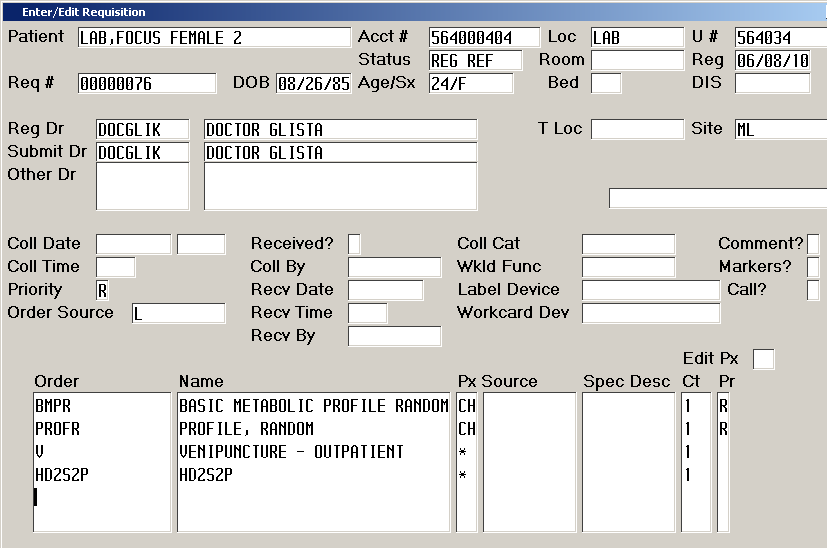 Enter/Edit Requisition
Patient LAB,FOCUS FEMALE 2 Acct # 564000404 Loc LAB U # 564034
Status REG REF Room Reg 06/08/10
Req # 00000076 DOB 08/26/85 Age/Sx 24/F Bed DIS
Reg Dr DOCGLIK DOCTOR GLISTA T Loc Site ML
Submit Dr DOCGLIK DOCTOR GLISTA
Other Dr
Coll Date Received? Coll Cat Comment?
Coll Time Coll By Wkld Func Markers?
Priority R Recv Date Label Device Call?
Order Source L Recv Time Workcard Dev
Recv By
Edit Px
Order Name Px Source Spec Desc Ct Pr
BMPR BASIC METABOLIC PROFILE RANDOM CH 1 R
PROFR PROFILE, RANDOM CH 1 R
V VENIPUNCTURE - OUTPATIENT * 1
HD2S2P HD2S2P * 1